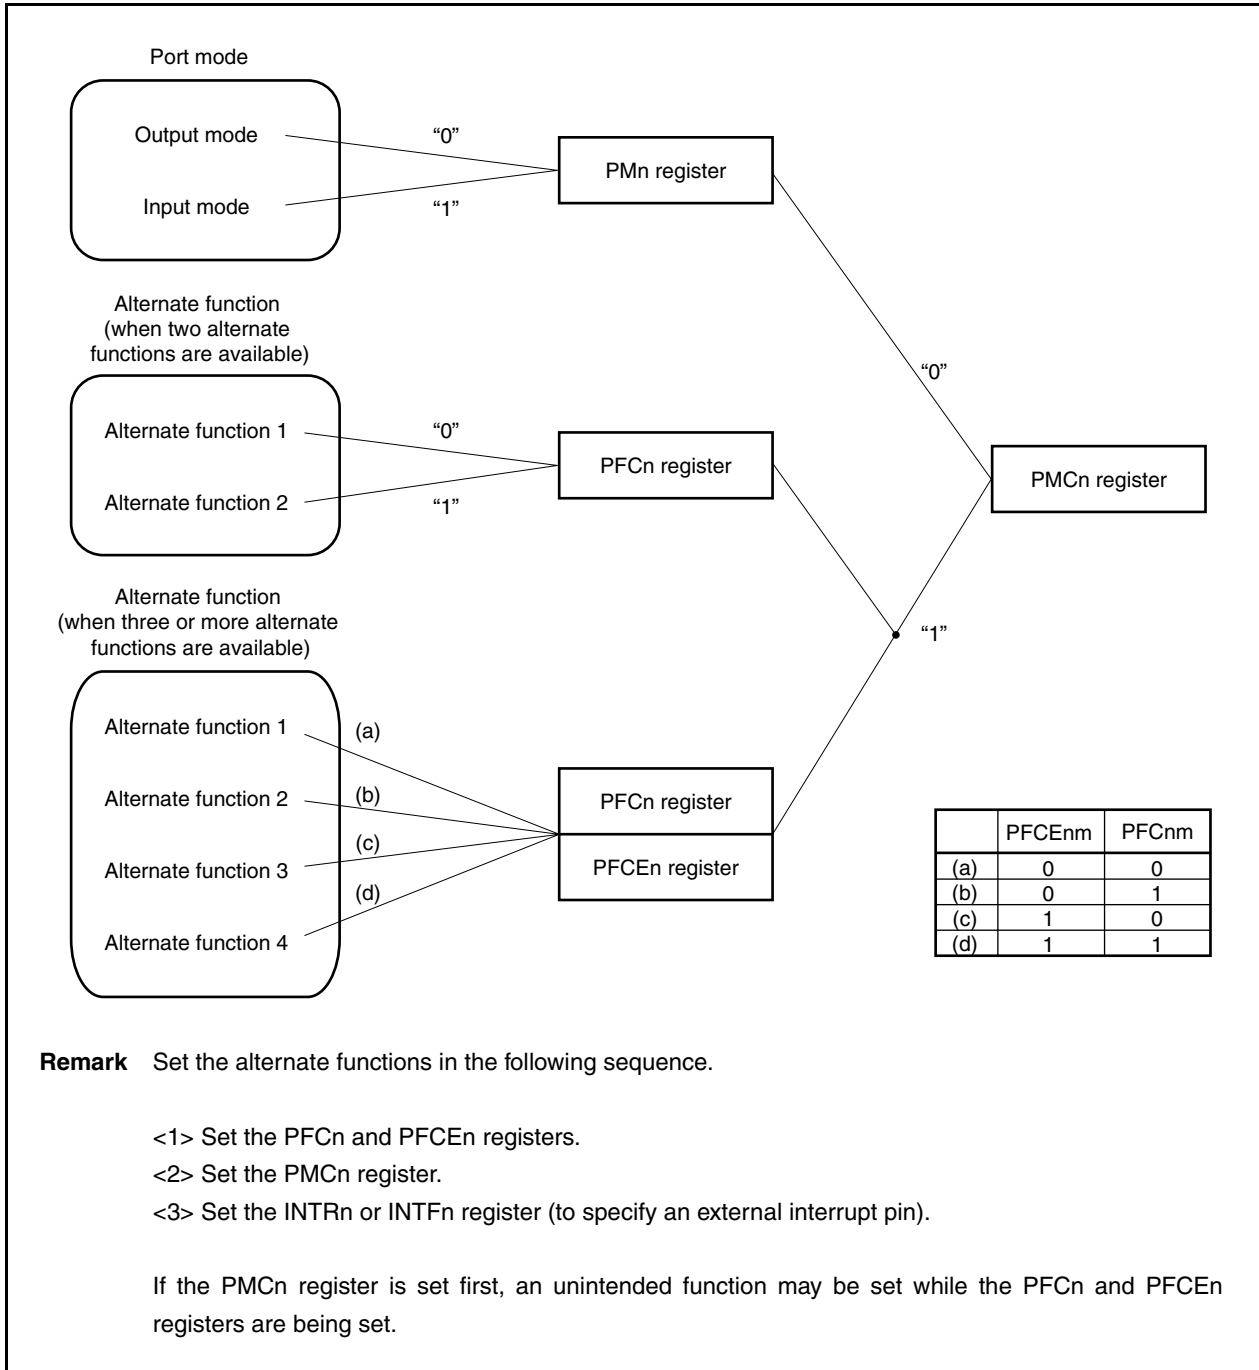 Port mode
Output mode
Input mode
“0”
“1”
PMn register
Alternate function
(when two alternate
functions are available)
Alternate function 1
Alternate function 2
“0”
“1”
PFCn register
“0”
PMCn register
“1”
Alternate function
(when three or more alternate
functions are available)
Alternate function 1
Alternate function 2
Alternate function 3
Alternate function 4
(a)
(b)
(c)
(d)
PFCn register
PFCEn register
PFCEnm PFCnm
(a) 0 0
(b) 0 1
(c) 1 0
(d) 1 1
Remark Set the alternate functions in the following sequence.
<1> Set the PFCn and PFCEn registers.
<2> Set the PMCn register.
<3> Set the INTRn or INTFn register (to specify an external interrupt pin).
If the PMCn register is set first, an unintended function may be set while the PFCn and PFCEn
registers are being set.